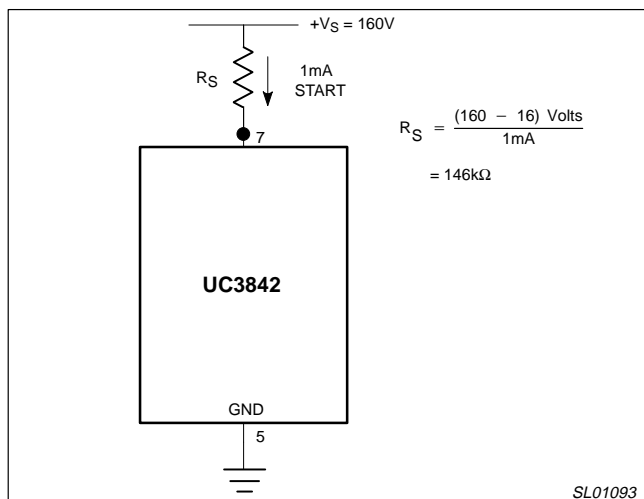 +VS = 160V
RS
1mA
START
7
RS = (160 − 16) Volts
1mA
= 146kΩ
UC3842
GND
5
SL01093